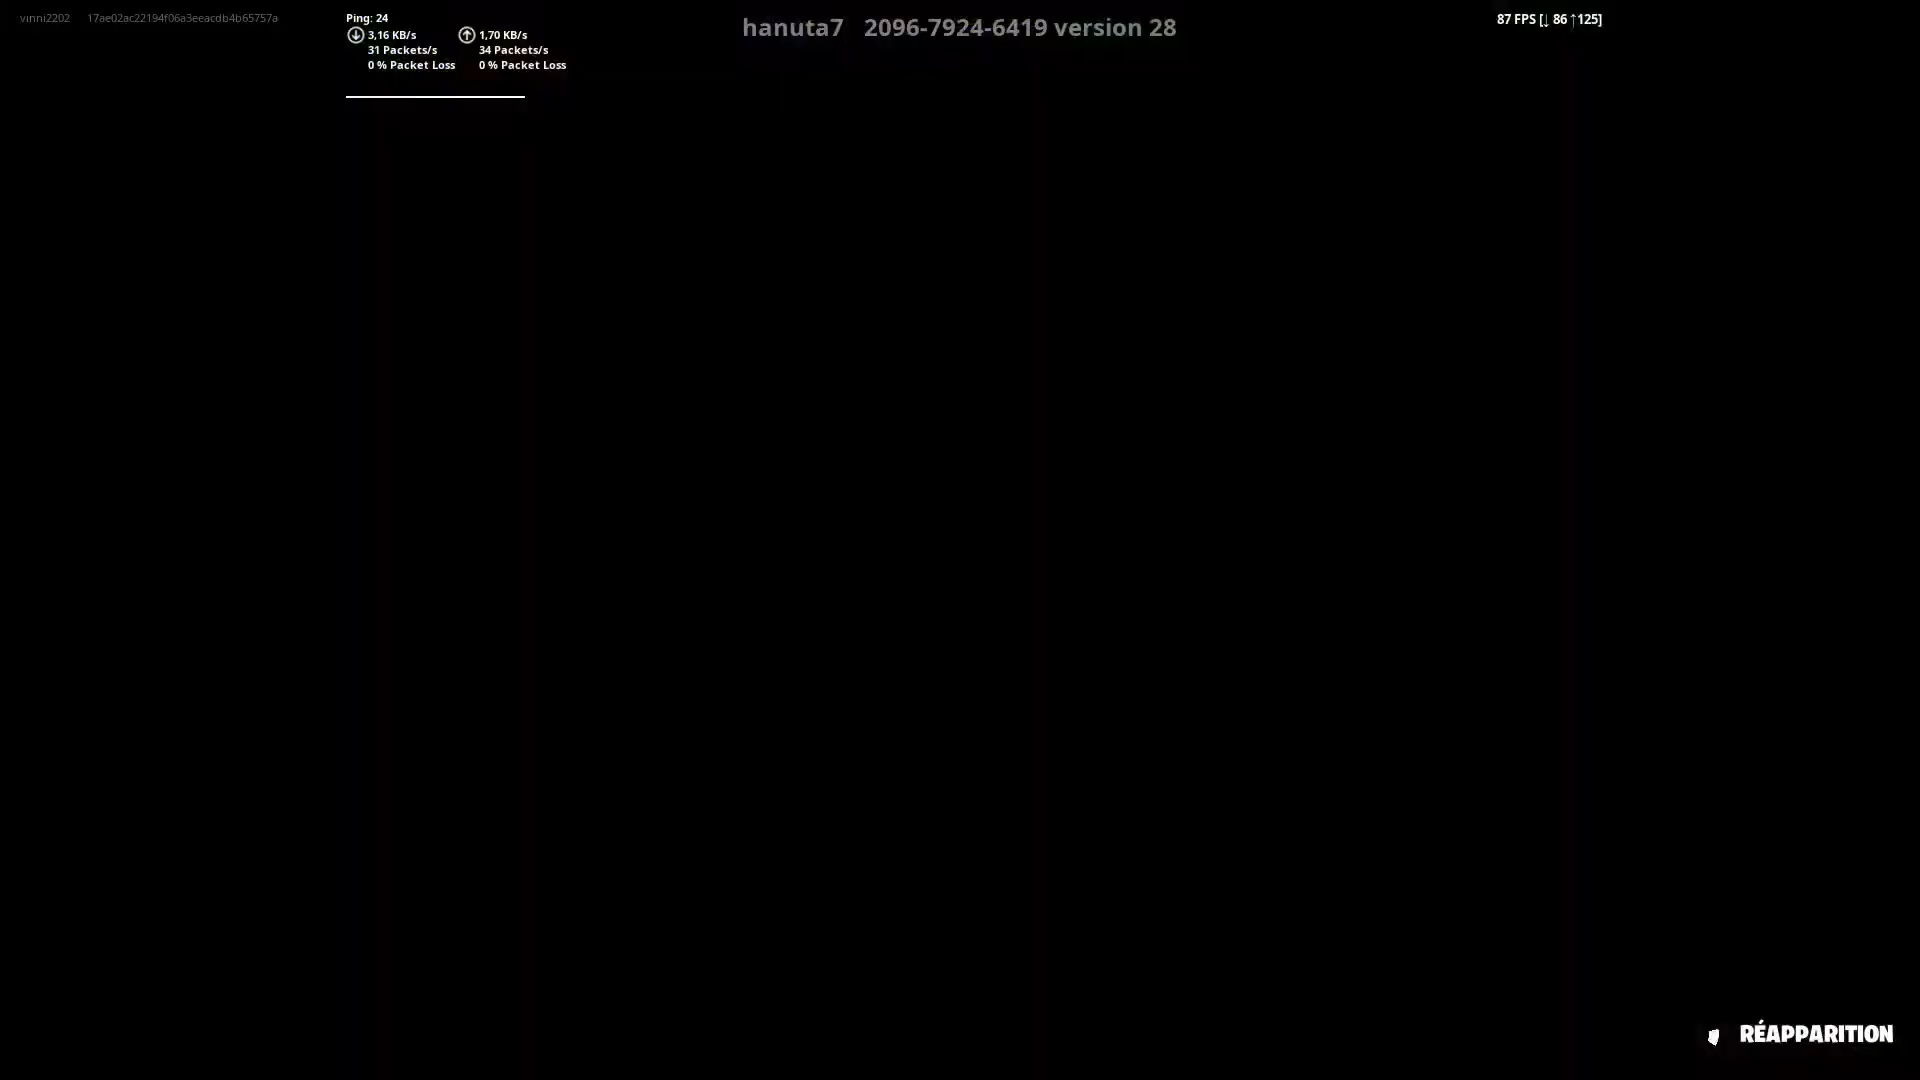 vinni2202 17ae02ac22194f06a3eeacdb4b65757a
Ping: 24
3,16 KB/s 1,70 KB/s
31 Packets/s 34 Packets/s
0 % Packet Loss 0 % Packet Loss
hanuta7 2096-7924-6419 version 28
87 FPS [↓ 86 ↑125]
RÉAPPARITION